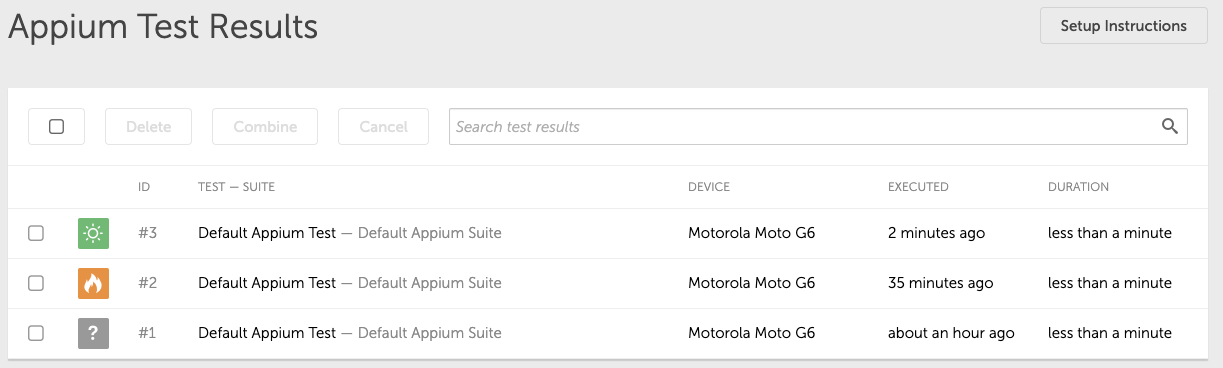 Appium Test Results
Setup Instructions
Delete Combine Cancel Search test results
ID TEST — SUITE DEVICE EXECUTED DURATION
#3 Default Appium Test — Default Appium Suite Motorola Moto G6 2 minutes ago less than a minute
#2 Default Appium Test — Default Appium Suite Motorola Moto G6 35 minutes ago less than a minute
? #1 Default Appium Test — Default Appium Suite Motorola Moto G6 about an hour ago less than a minute